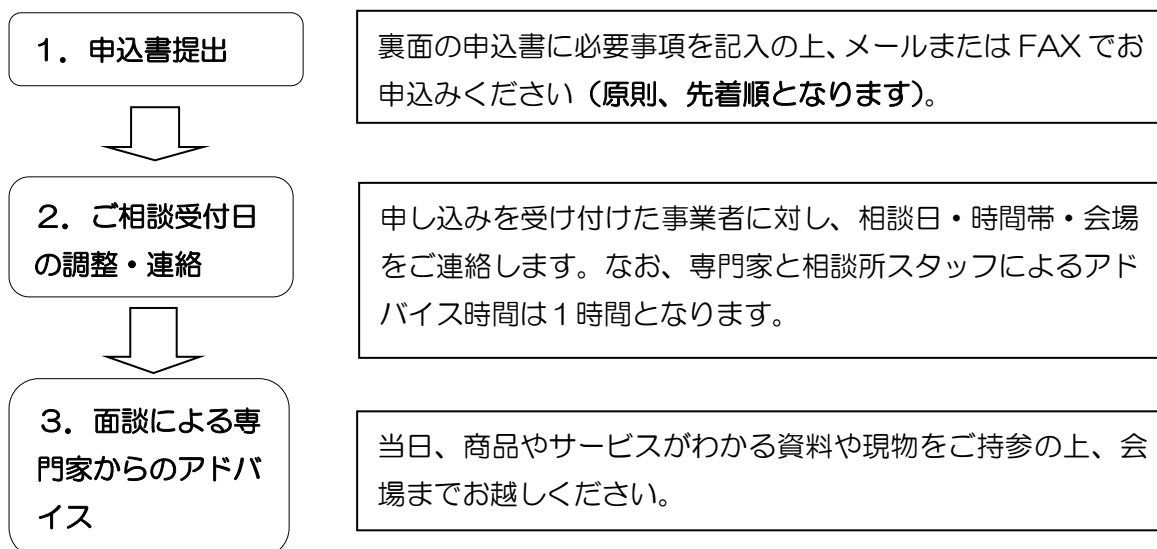 １．申込書提出
裏面の申込書に必要事項を記入の上、メールまたは FAX でお
申込みください（原則、先着順となります）。
２．ご相談受付日
の調整・連絡
申し込みを受け付けた事業者に対し、相談日・時間帯・会場
をご連絡します。なお、専門家と相談所スタッフによるアド
バイス時間は１時間となります。
３．面談による専
門家からのアドバ
イス
当日、商品やサービスがわかる資料や現物をご持参の上、会
場までお越しください。